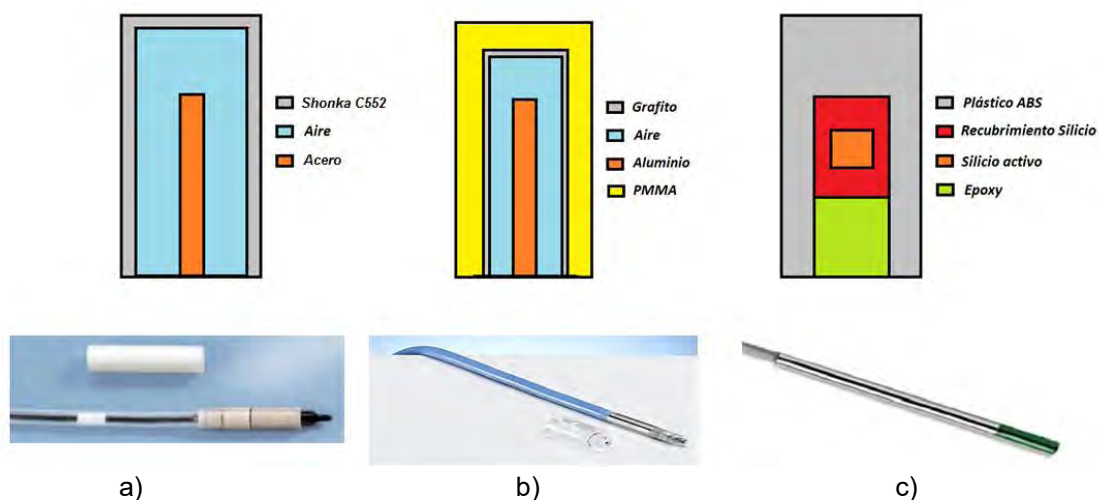 Shonka C552
Aire
Acero
Grafito
Aire
Aluminio
PMMA
Plástico ABS
Recubrimiento Silicio
Silicio activo
Epoxy
a)
b)
c)